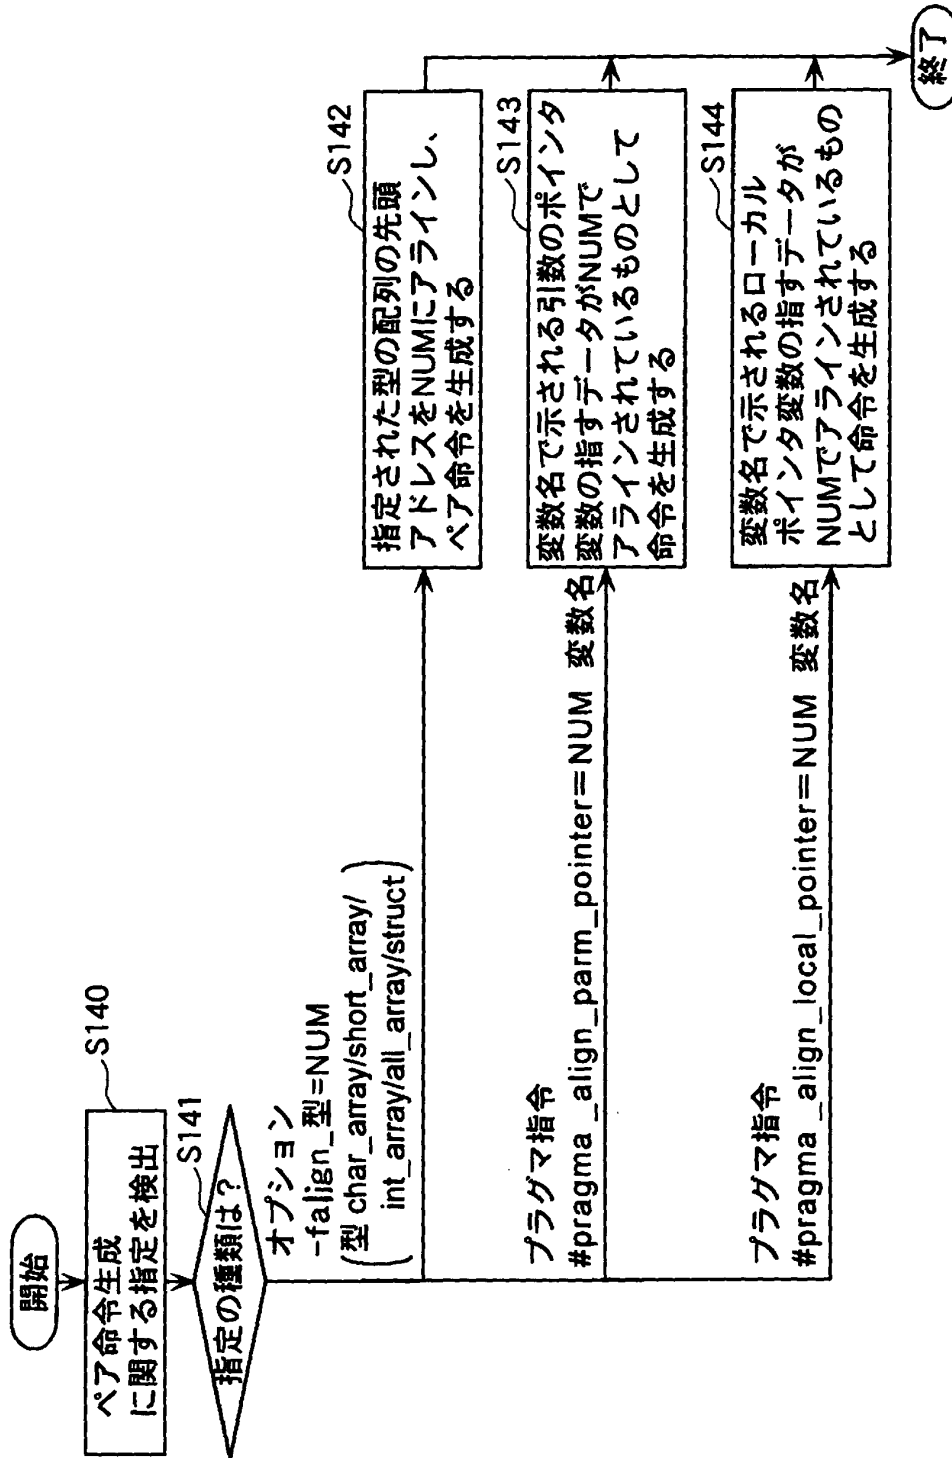 開始
ペア命令生成
に関する指定を検出
S140
指定の種類は？
S141
オプション
-falign_型=NUM
型 char_array/short_array/
int_array/all_array/struct
指定された型の配列の先頭
アドレスをNUMにアラインし、
ペア命令を生成する
S142
プラグマ指令
#pragma _align_parm_pointer=NUM 変数名
変数名で示される引数のポインタ
変数の指すデータがNUMで
アラインされているものとして
命令を生成する
S143
プラグマ指令
#pragma _align_local_pointer=NUM 変数名
変数名で示されるローカル
ポインタ変数の指すデータが
NUMでアラインされているもの
として命令を生成する
S144
終了